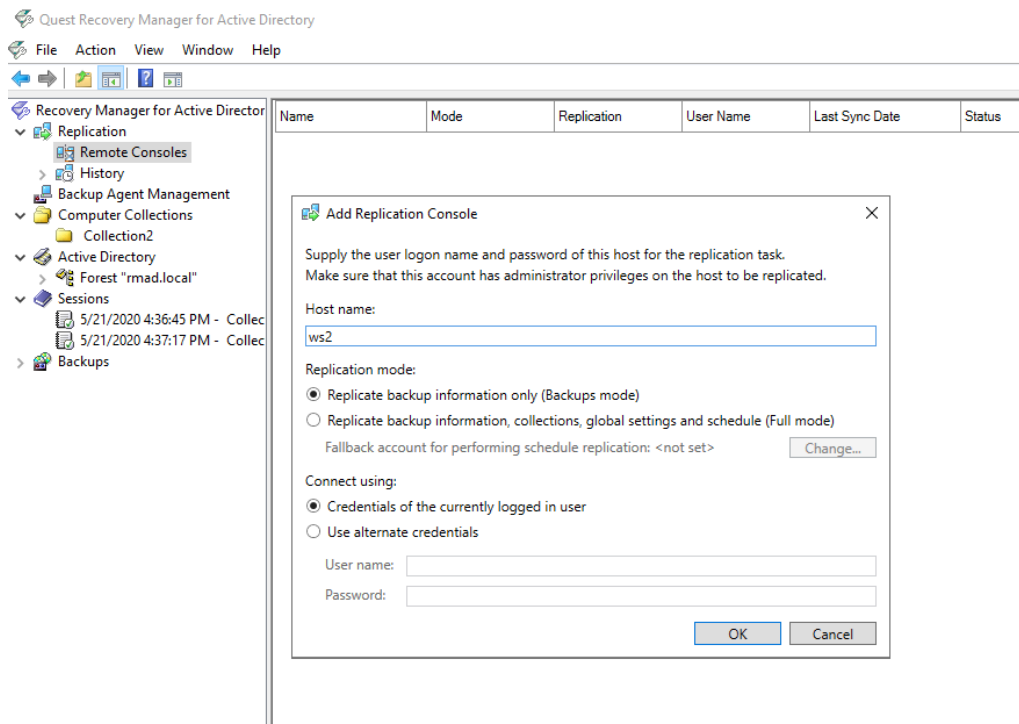 Quest Recovery Manager for Active Directory
File Action View Window Help
Recovery Manager for Active Director
Name Mode Replication User Name Last Sync Date Status
Replication
Remote Consoles
History
Backup Agent Management
Computer Collections
Collection2
Active Directory
Forest "rmad.local"
Sessions
5/21/2020 4:36:45 PM - Collec
5/21/2020 4:37:17 PM - Collec
Backups
Add Replication Console
Supply the user logon name and password of this host for the replication task.
Make sure that this account has administrator privileges on the host to be replicated.
Host name:
ws2
Replication mode:
Replicate backup information only (Backups mode)
Replicate backup information, collections, global settings and schedule (Full mode)
Fallback account for performing schedule replication: <not set> Change...
Connect using:
Credentials of the currently logged in user
Use alternate credentials
User name:
Password:
OK Cancel